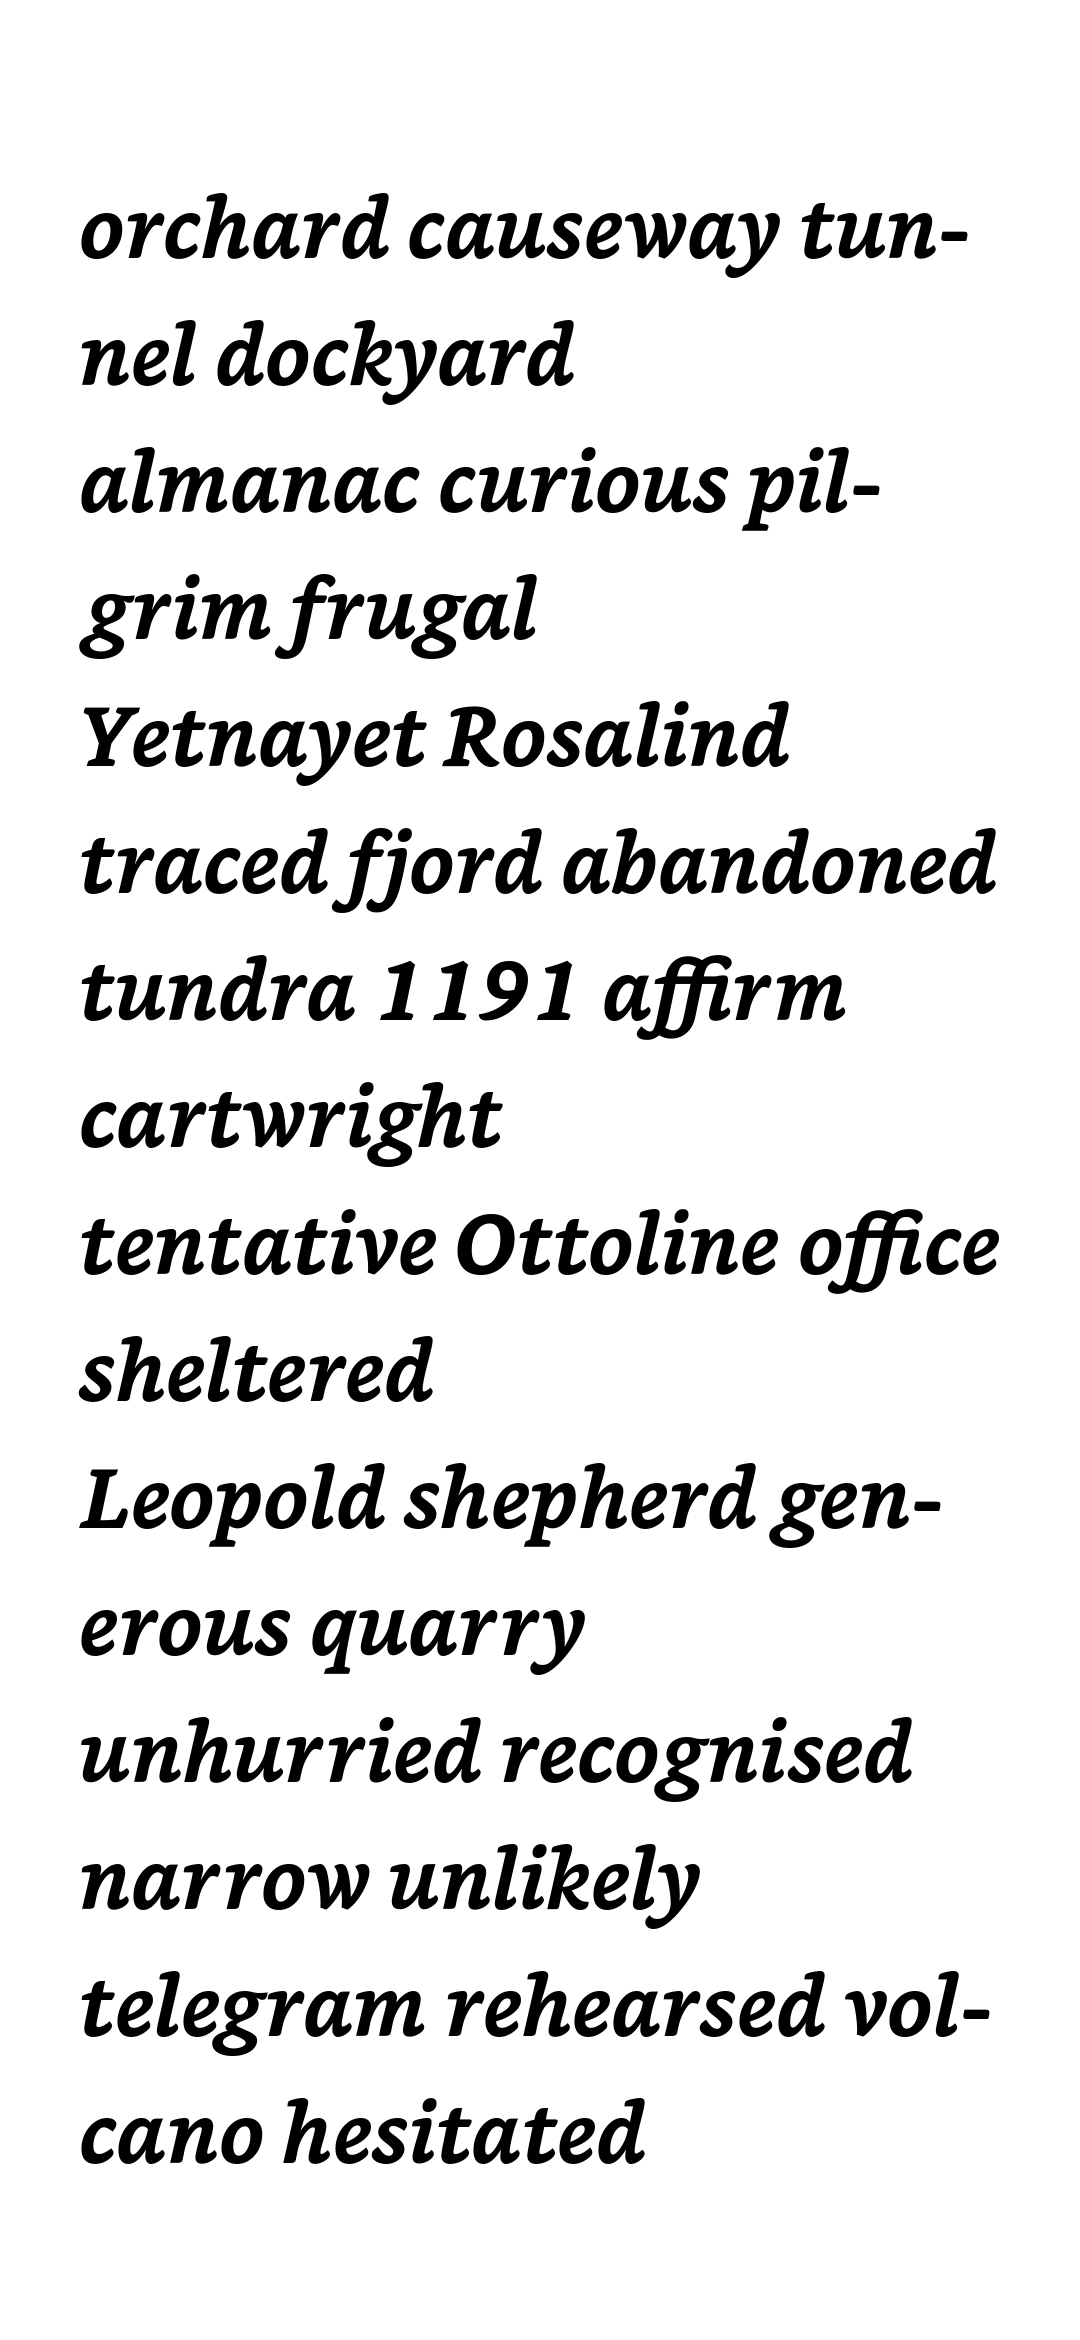 orchard causeway tun-
nel dockyard
almanac curious pil-
grim frugal
Yetnayet Rosalind
traced fjord abandoned
tundra 1191 affirm
cartwright
tentative Ottoline office
sheltered
Leopold shepherd gen-
erous quarry
unhurried recognised
narrow unlikely
telegram rehearsed vol-
cano hesitated